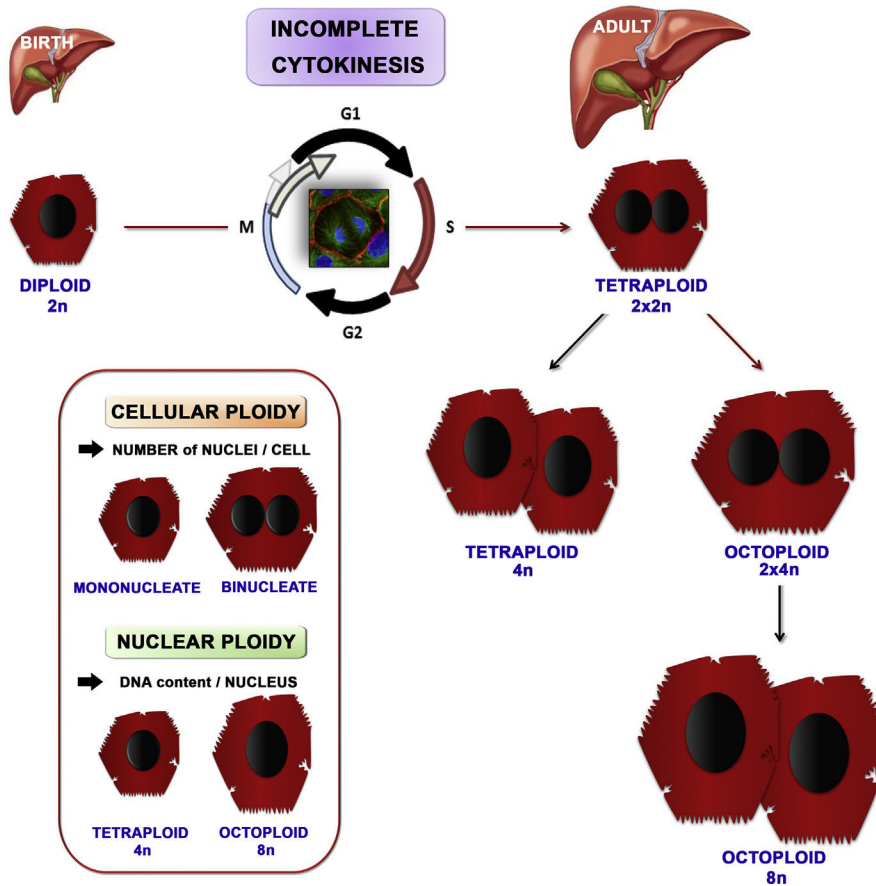 BIRTH
INCOMPLETE
CYTOKINESIS
ADULT
G1
M
S
G2
DIPLOID
2n
TETRAPLOID
2x2n
CELLULAR PLOIDY
NUMBER of NUCLEI / CELL
MONONUCLEATE
BINUCLEATE
NUCLEAR PLOIDY
DNA content / NUCLEUS
TETRAPLOID
4n
OCTOPLOID
8n
TETRAPLOID
4n
OCTOPLOID
2x4n
OCTOPLOID
8n